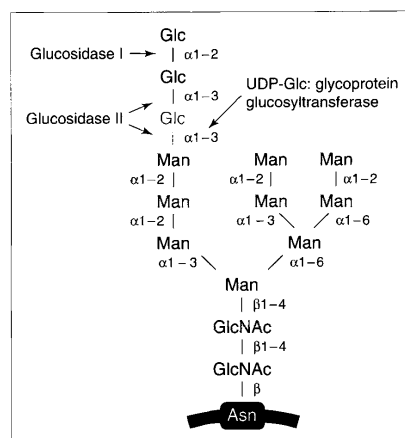 Glc
Glucosidase I α1–2
Glc
α1–3 UDP-Glc: glycoprotein
glucosyltransferase
Glucosidase II Glc
α1–3
Man Man Man
α1–2 α1–2 α1–2
Man Man Man
α1–2 α1–3 α1–6
Man Man
α1–3 α1–6
Man
β1–4
GlcNAc
β1–4
GlcNAc
β
Asn